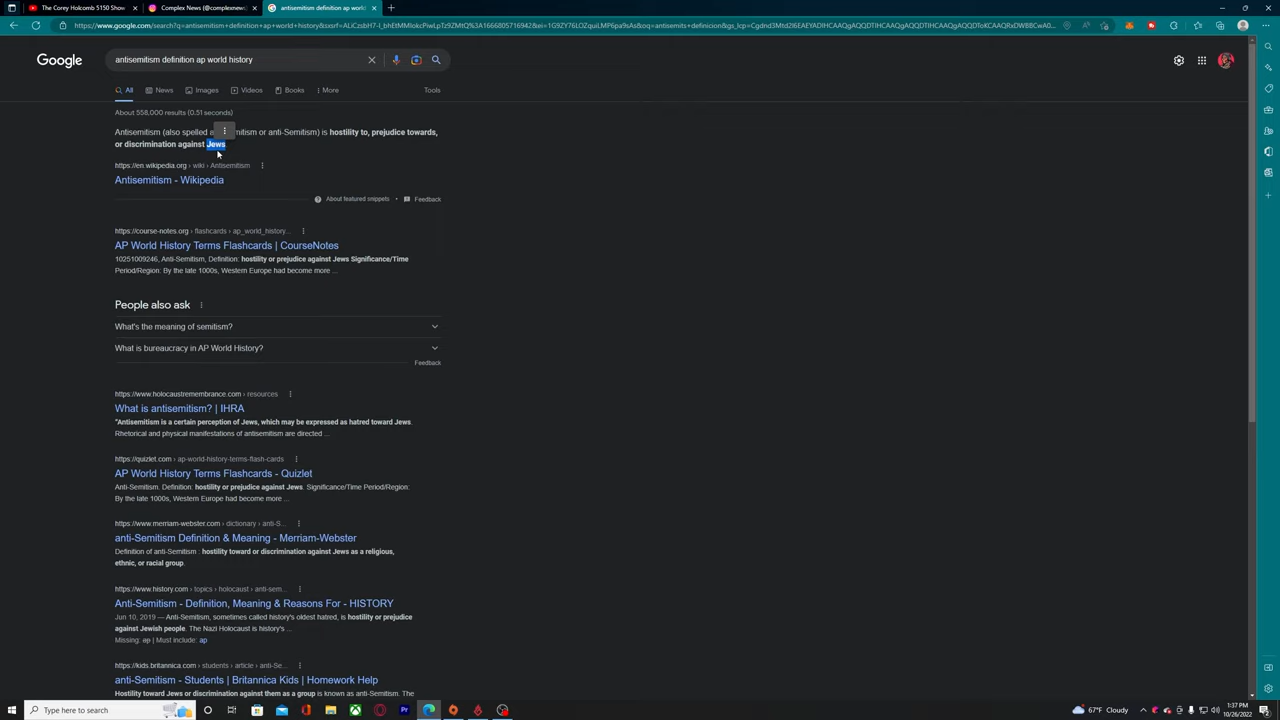 The Corey Holcomb 5150 Show
Complex News (@complexnews
antisemitism definition ap world
Google
antisemitism definition ap world history
All
News
Images
Videos
Books
More
Tools
About 558,000 results (0.51 seconds)
Antisemitism (also spelled mitism or anti-Semitism) is hostility to, prejudice towards,
or discrimination against Jews
https://en.wikipedia.org › wiki › Antisemitism
Antisemitism - Wikipedia
About featured snippets • Feedback
https://course-notes.org › flashcards › ap_world_history...
AP World History Terms Flashcards | CourseNotes
10251009246, Anti-Semitism, Definition: hostility or prejudice against Jews Significance/Time
Period/Region: By the late 1000s, Western Europe had become more ...
People also ask
What's the meaning of semitism?
What is bureaucracy in AP World History?
Feedback
https://www.holocaustremembrance.com › resources
What is antisemitism? | IHRA
"Antisemitism is a certain perception of Jews, which may be expressed as hatred toward Jews.
Rhetorical and physical manifestations of antisemitism are directed ...
https://quizlet.com › ap-world-history-terms-flash-cards
AP World History Terms Flashcards - Quizlet
Anti-Semitism. Definition: hostility or prejudice against Jews. Significance/Time Period/Region:
By the late 1000s, Western Europe had become more ...
https://www.merriam-webster.com › dictionary › anti-S...
anti-Semitism Definition & Meaning - Merriam-Webster
Definition of anti-Semitism : hostility toward or discrimination against Jews as a religious,
ethnic, or racial group.
https://www.history.com › topics › holocaust › anti-sem...
Anti-Semitism - Definition, Meaning & Reasons For - HISTORY
Jun 10, 2019 — Anti-Semitism, sometimes called history's oldest hatred, is hostility or prejudice
against Jewish people. The Nazi Holocaust is history's ...
Missing: ap | Must include: ap
https://kids.britannica.com › students › article › anti-Se...
antisemitism - Students | Britannica Kids | Homework Help
Hostility toward Jews or discrimination against them as a group is known as anti-Semitism. The
Type here to search
67°F Cloudy
1:37 PM
10/26/2022